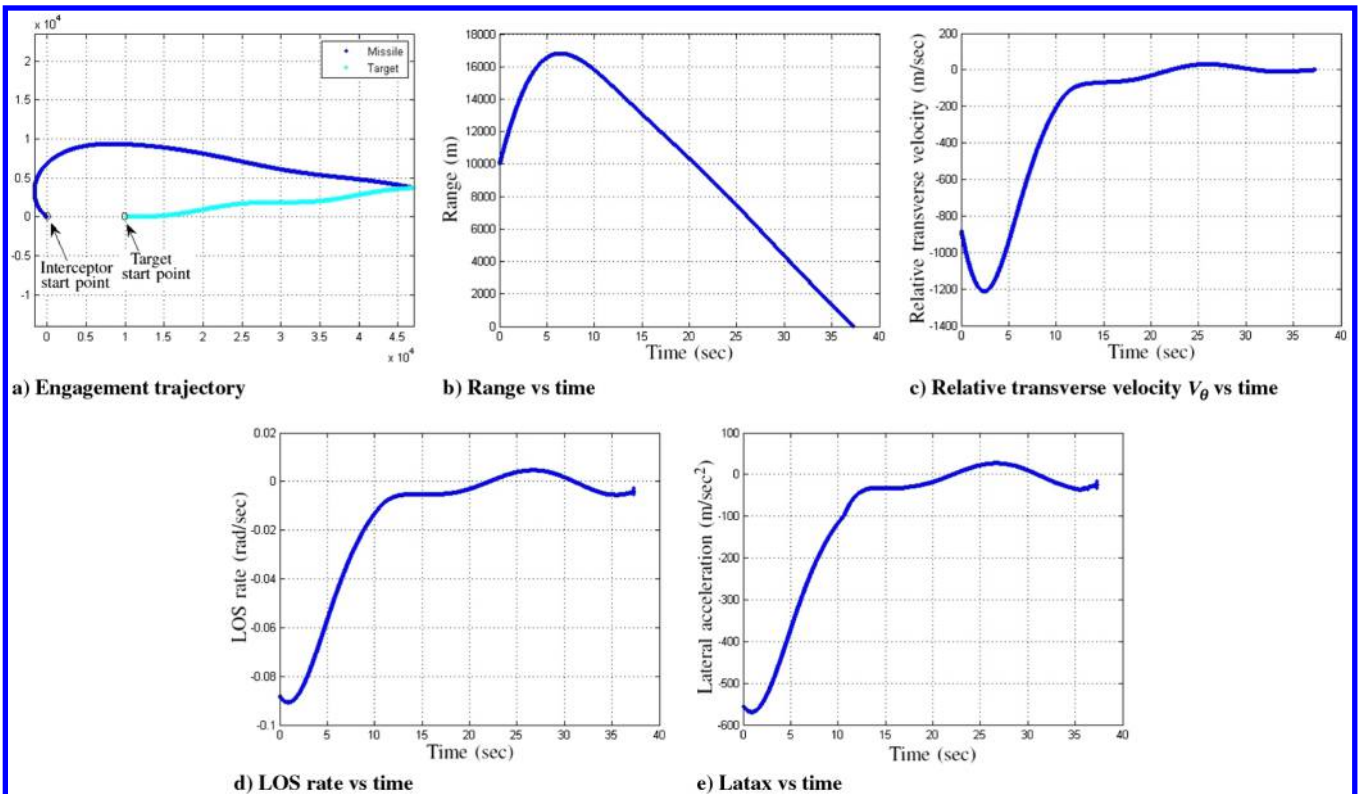 x 10^4
2
1.5
1
0.5
0
-0.5
-1
Missile
Target
Interceptor
start point
Target
start point
0 0.5 1 1.5 2 2.5 3 3.5 4 4.5
x 10^4
a) Engagement trajectory
18000
16000
14000
12000
10000
8000
6000
4000
2000
0
Range (m)
0 5 10 15 20 25 30 35 40
Time (sec)
b) Range vs time
200
0
-200
-400
-600
-800
-1000
-1200
-1400
Relative transverse velocity (m/sec)
0 5 10 15 20 25 30 35 40
Time (sec)
c) Relative transverse velocity Vθ vs time
0.02
0
-0.02
-0.04
-0.06
-0.08
-0.1
LOS rate (rad/sec)
0 5 10 15 20 25 30 35 40
Time (sec)
d) LOS rate vs time
100
0
-100
-200
-300
-400
-500
-600
Lateral acceleration (m/sec²)
0 5 10 15 20 25 30 35 40
Time (sec)
e) Latax vs time